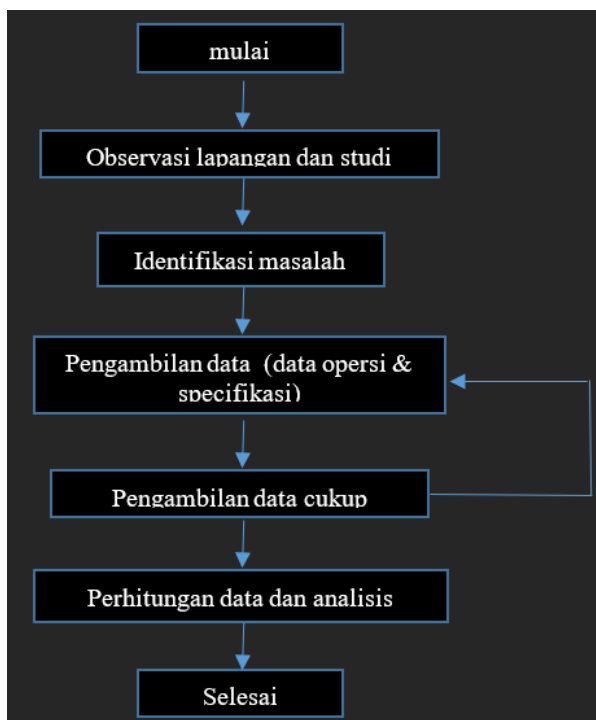 mulai
Observasi lapangan dan studi
Identifikasi masalah
Pengambilan data (data opersi &
specifikasi)
Pengambilan data cukup
Perhitungan data dan analisis
Selesai